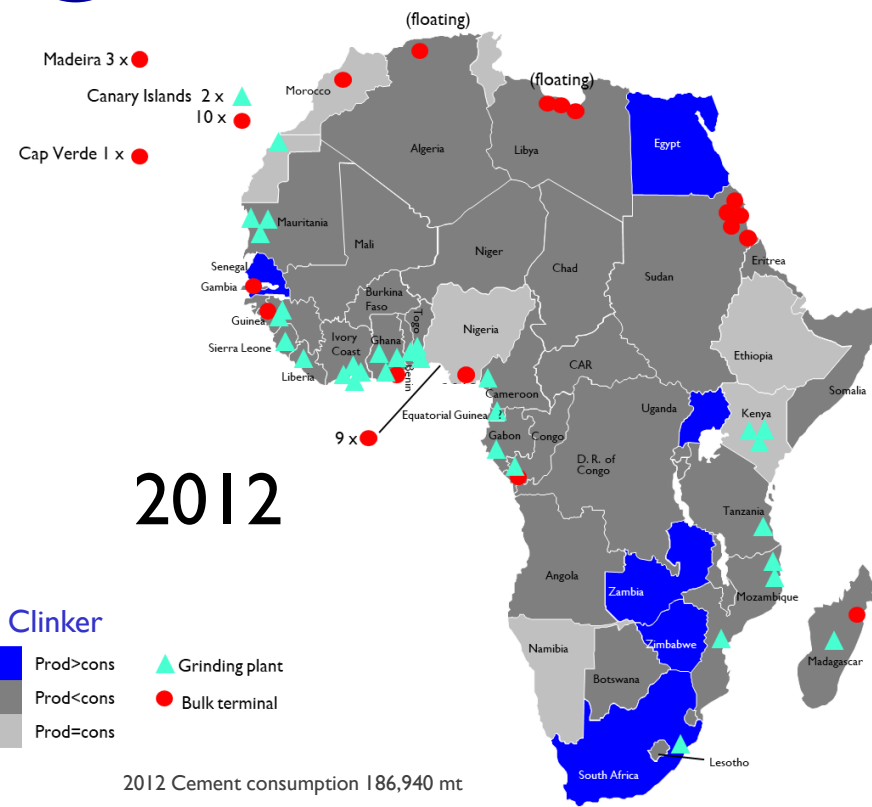 (floating)
Madeira 3 x
(floating)
Morocco
Canary Islands 2 x
10 x
Cap Verde 1 x
Algeria
Libya
Egypt
Mauritania
Mali
Niger
Chad
Sudan
Eritrea
Senegal
Gambia
Burkina
Faso
Guinea
Togo
Nigeria
Ivory
Coast
Ghana
Sierra Leone
Ethiopia
Benin
CAR
Liberia
Somalia
Cameroon
Uganda
Kenya
Equatorial Guinea ?
9 x
Gabon
Congo
D. R. of
Congo
2012
Tanzania
Angola
Zambia
Mozambique
Clinker
Namibia
Zimbabwe
Madagascar
Prod>cons
Grinding plant
Botswana
Prod<cons
Bulk terminal
Prod=cons
Lesotho
South Africa
2012 Cement consumption 186,940 mt